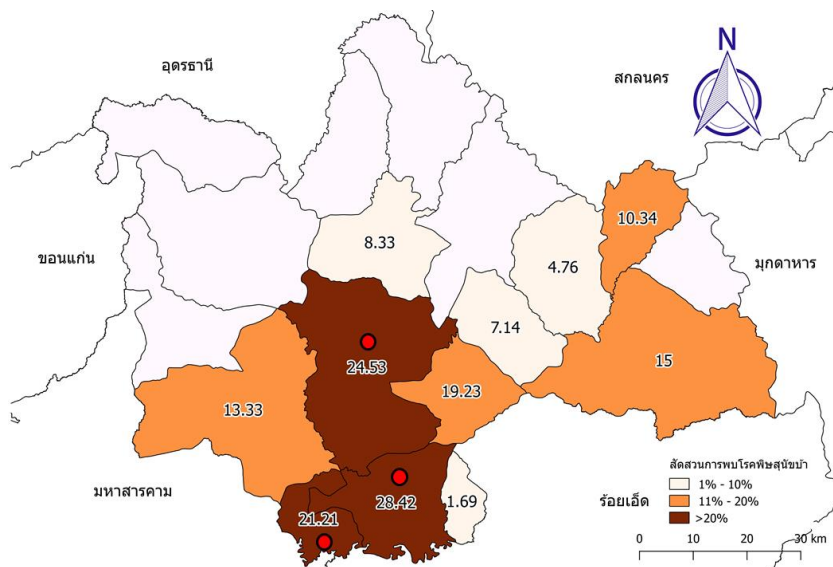 N
อุดรธานี
สกลนคร
10.34
8.33
ขอนแก่น
4.76
มุกดาหาร
7.14
24.53
15
19.23
13.33
สัดส่วนการพบโรคพิษสุนัขบ้า
1% - 10%
มหาสารคาม
28.42
1.69
ร้อยเอ็ด
11% - 20%
21.21
>20%
0 10 20 30 km